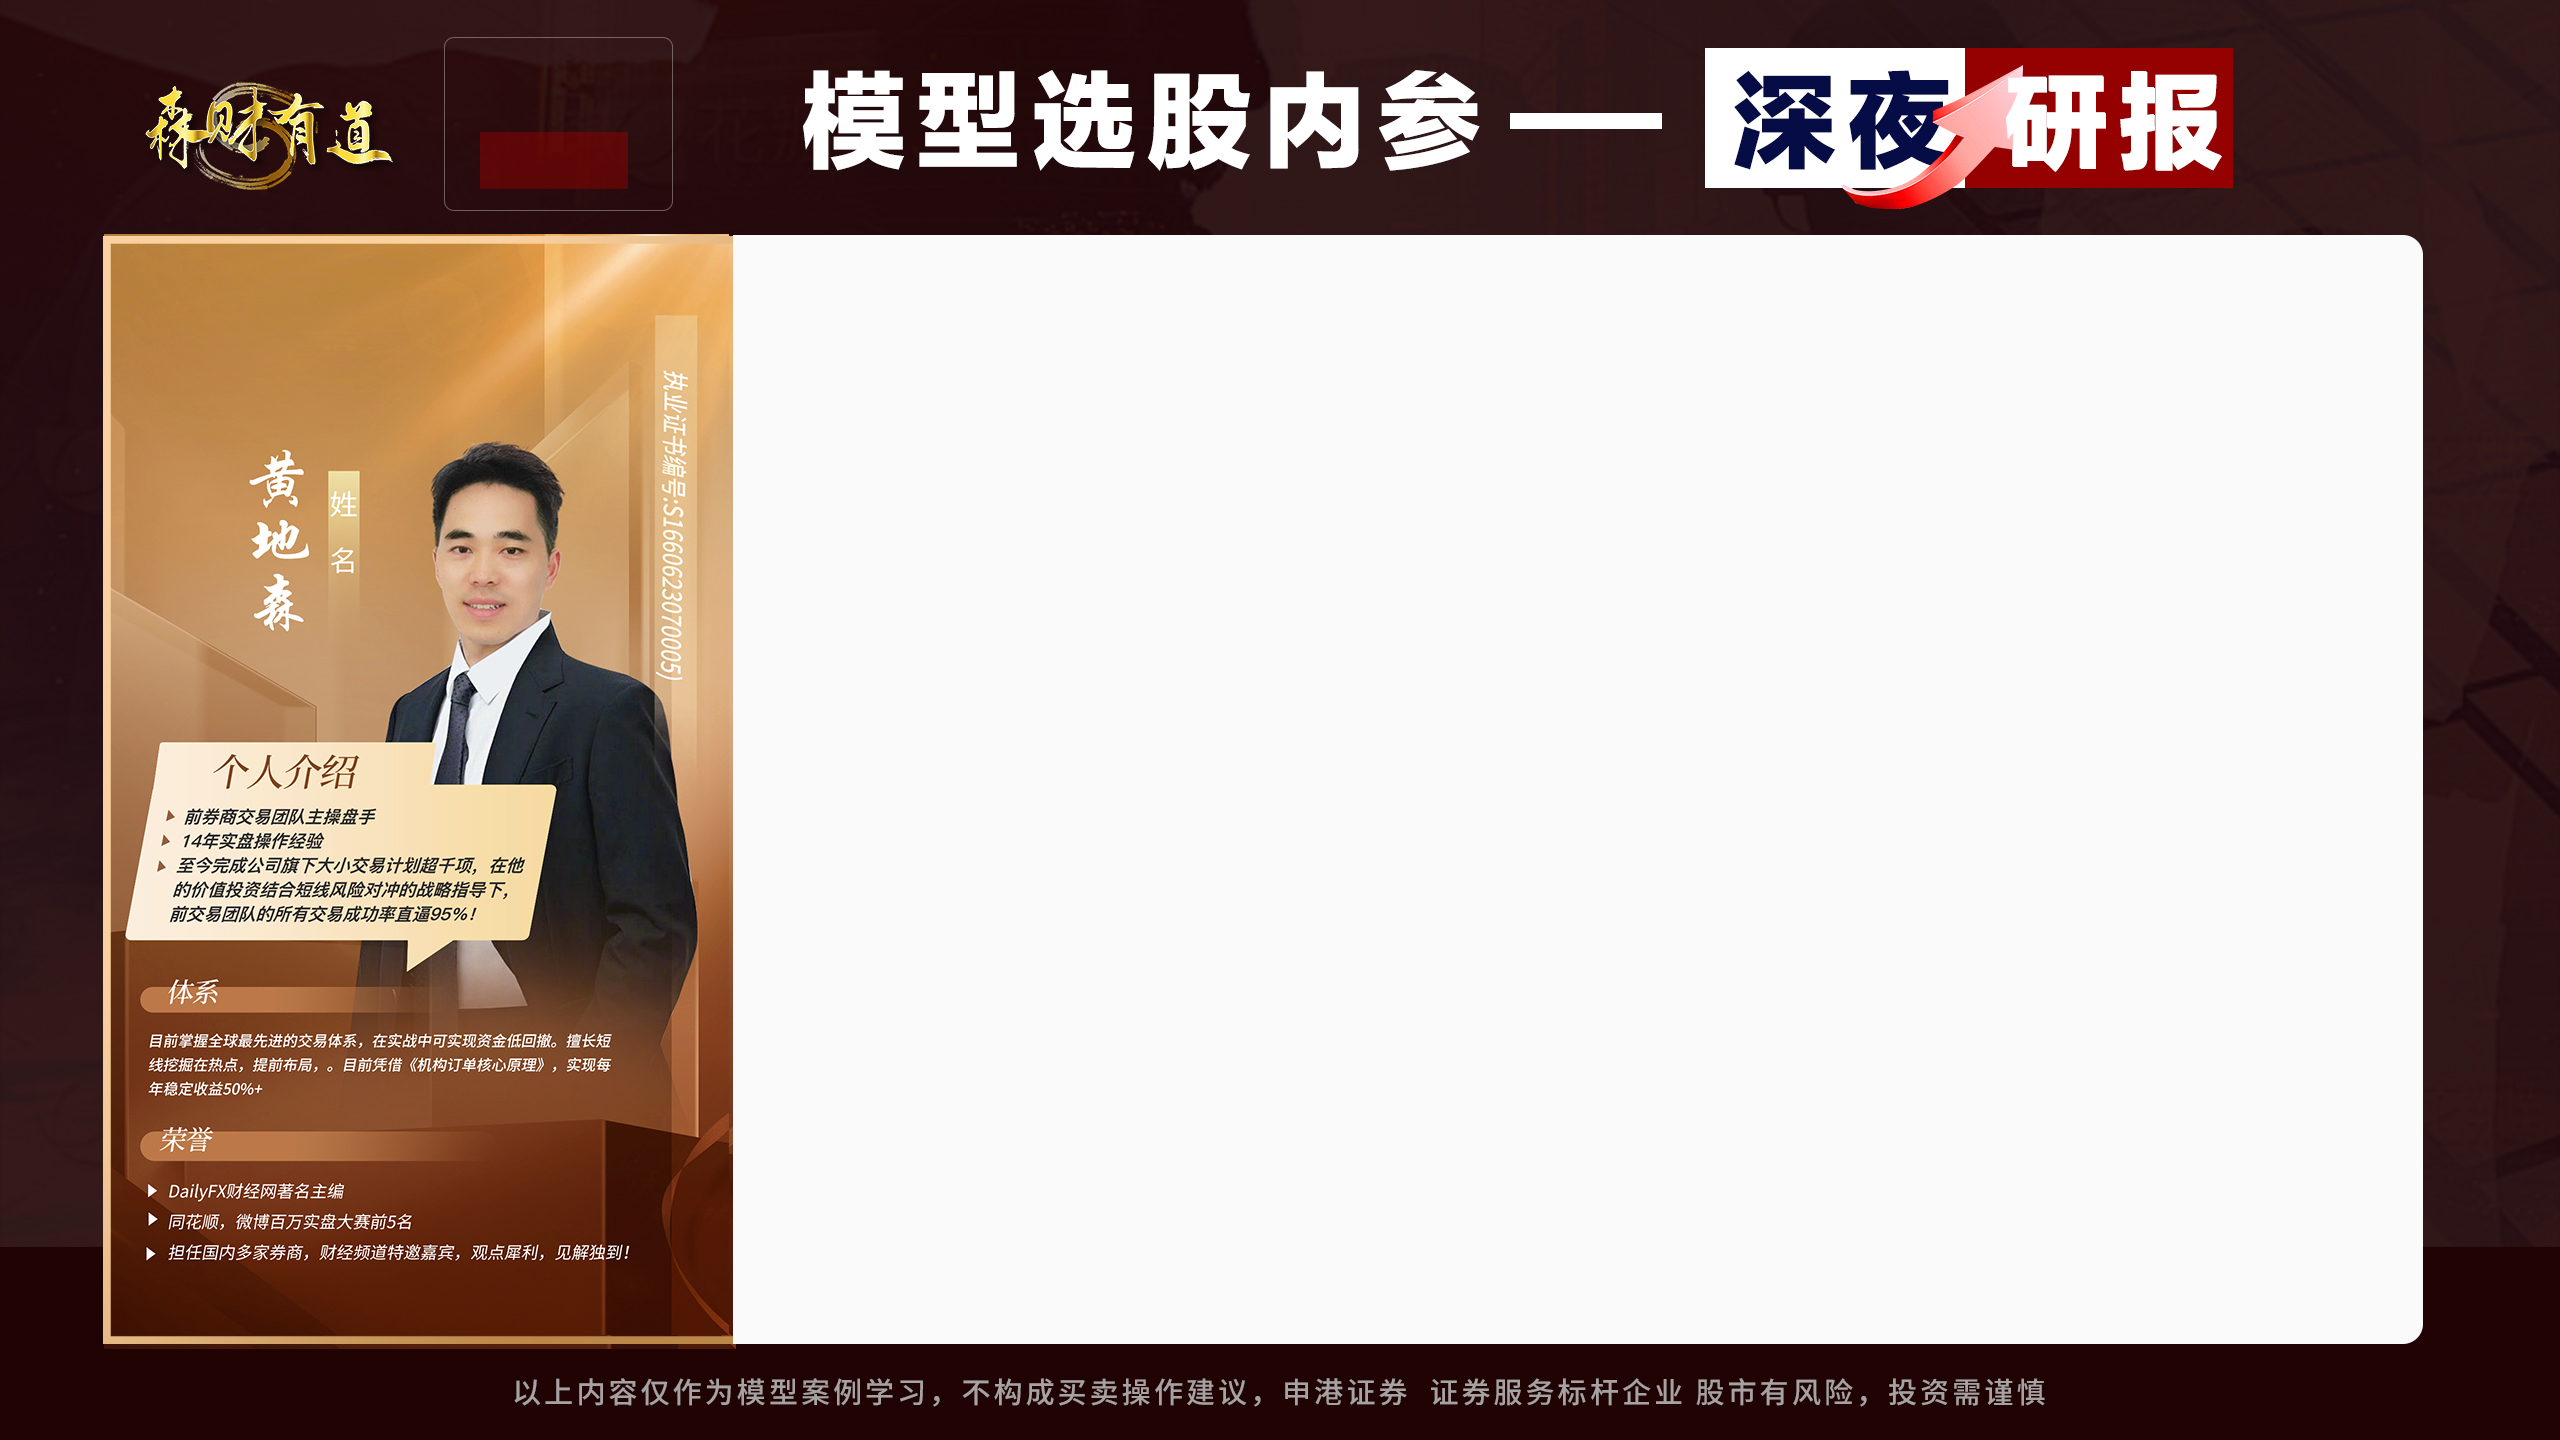 森财有道
模型选股内参——深夜研报
执业证书编号:S1660623070005)
姓名
黄地森
个人介绍
前券商交易团队主操盘手
14年实盘操作经验
至今完成公司旗下大小交易计划超千项，在他
的价值投资结合短线风险对冲的战略指导下，
前交易团队的所有交易成功率直逼95%！
体系
目前掌握全球最先进的交易体系，在实战中可实现资金低回撤。擅长短
线挖掘在热点，提前布局，。目前凭借《机构订单核心原理》，实现每
年稳定收益50%+
荣誉
DailyFX财经网著名主编
同花顺，微博百万实盘大赛前5名
担任国内多家券商，财经频道特邀嘉宾，观点犀利，见解独到！
以上内容仅作为模型案例学习，不构成买卖操作建议，申港证券 证券服务标杆企业 股市有风险，投资需谨慎